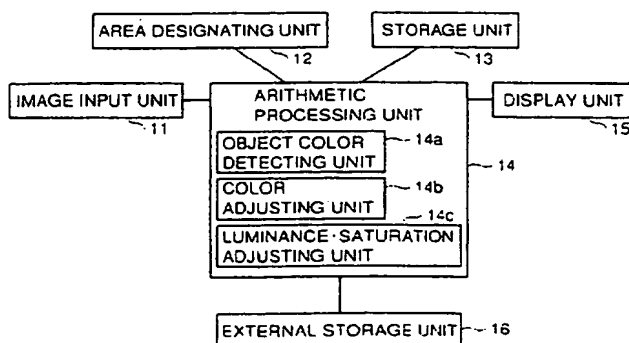 AREA DESIGNATING UNIT
12
STORAGE UNIT
13
IMAGE INPUT UNIT
11
ARITHMETIC
PROCESSING UNIT
DISPLAY UNIT
15
OBJECT COLOR
DETECTING UNIT
14a
14
COLOR
ADJUSTING UNIT
14b
14c
LUMINANCE·SATURATION
ADJUSTING UNIT
EXTERNAL STORAGE UNIT
16